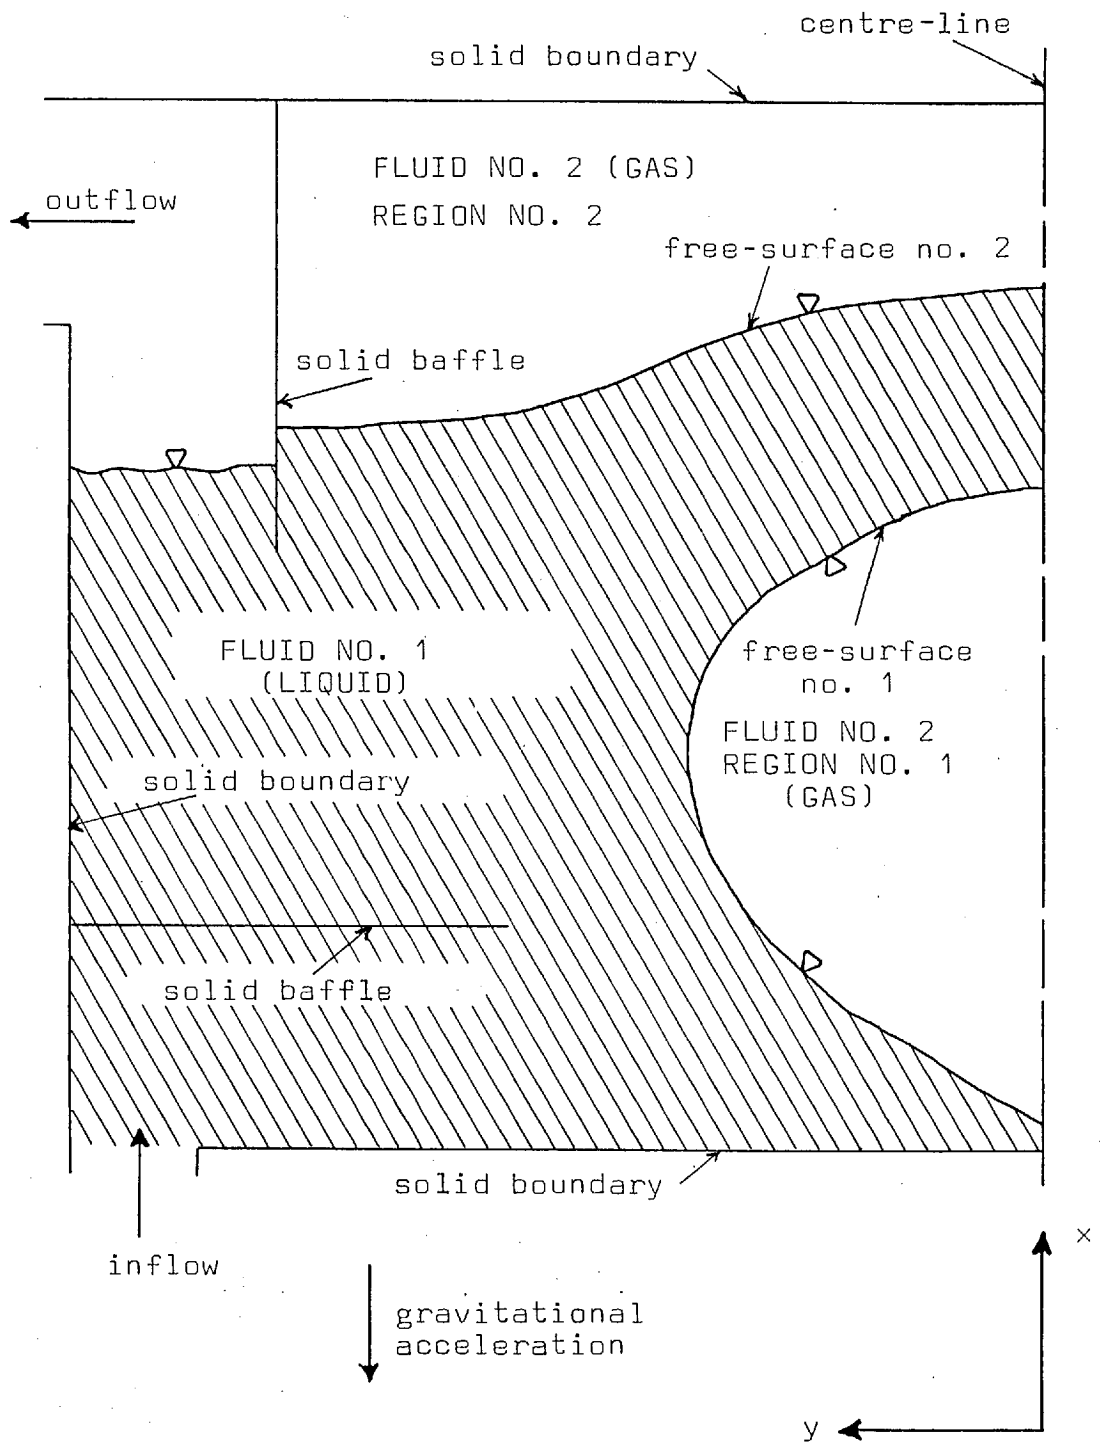 centre-line
solid boundary
FLUID NO. 2 (GAS)
REGION NO. 2
outflow
free-surface no. 2
solid baffle
FLUID NO. 1
(LIQUID)
free-surface
no. 1
FLUID NO. 2
REGION NO. 1
(GAS)
solid boundary
solid baffle
solid boundary
inflow
gravitational
acceleration
x
y